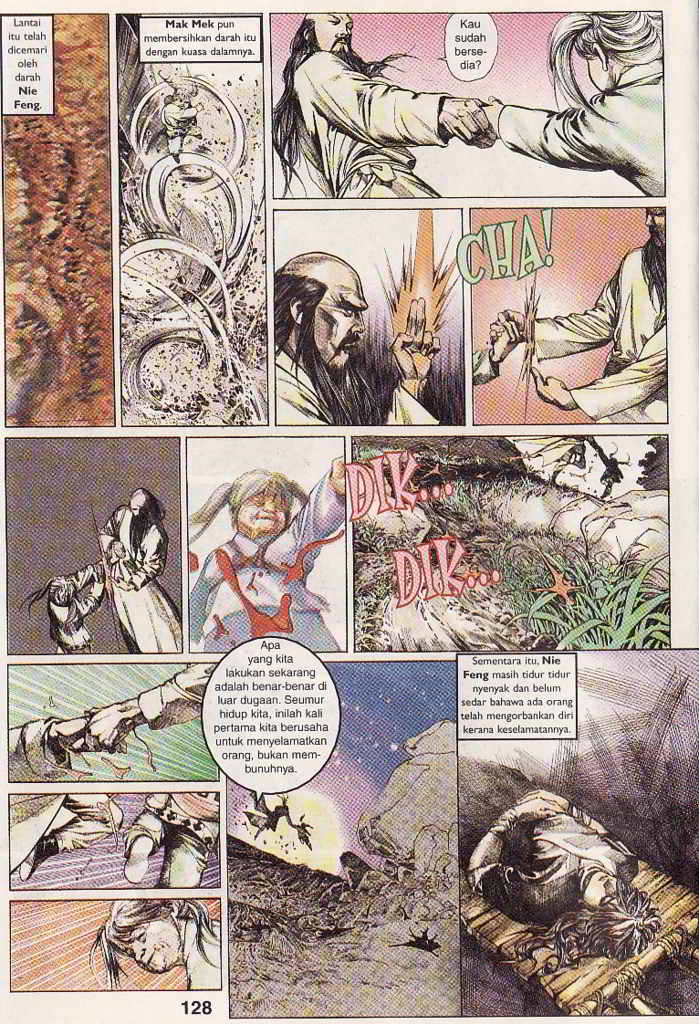 Lantai
itu telah
dicemari
oleh
darah
Nie
Feng.
Mak Mek pun
membersihkan darah itu
dengan kuasa dalamnya.
Kau
sudah
berse-
dia?
CHA!
DIK...
DIK...
Apa
yang kita
lakukan sekarang
adalah benar-benar di
luar dugaan. Seumur
hidup kita, inilah kali
pertama kita berusaha
untuk menyelamatkan
orang, bukan mem-
bunuhnya.
Sementara itu, Nie
Feng masih tidur tidur
nyenyak dan belum
sedar bahawa ada orang
telah mengorbankan diri
kerana keselamatannya.
128